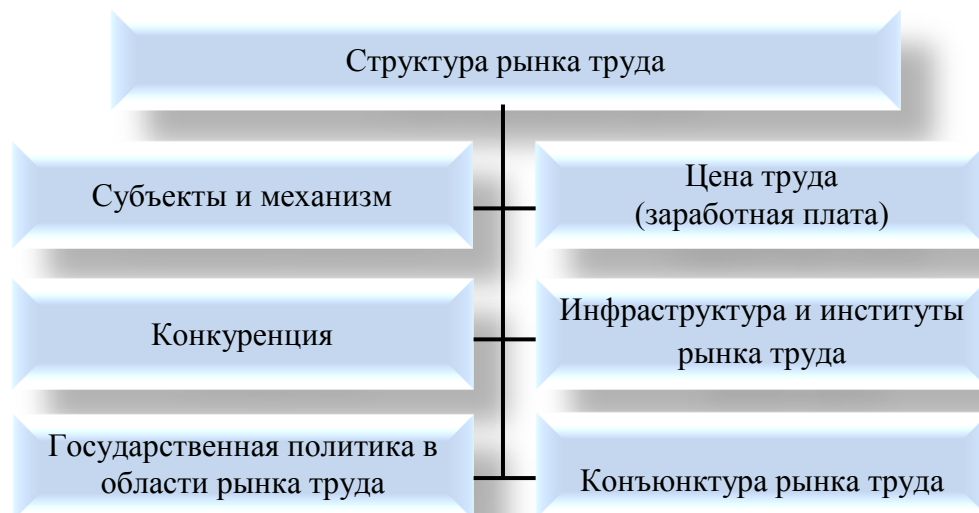 Структура рынка труда
Субъекты и механизм
Цена труда
(заработная плата)
Конкуренция
Инфраструктура и институты
рынка труда
Государственная политика в
области рынка труда
Конъюнктура рынка труда